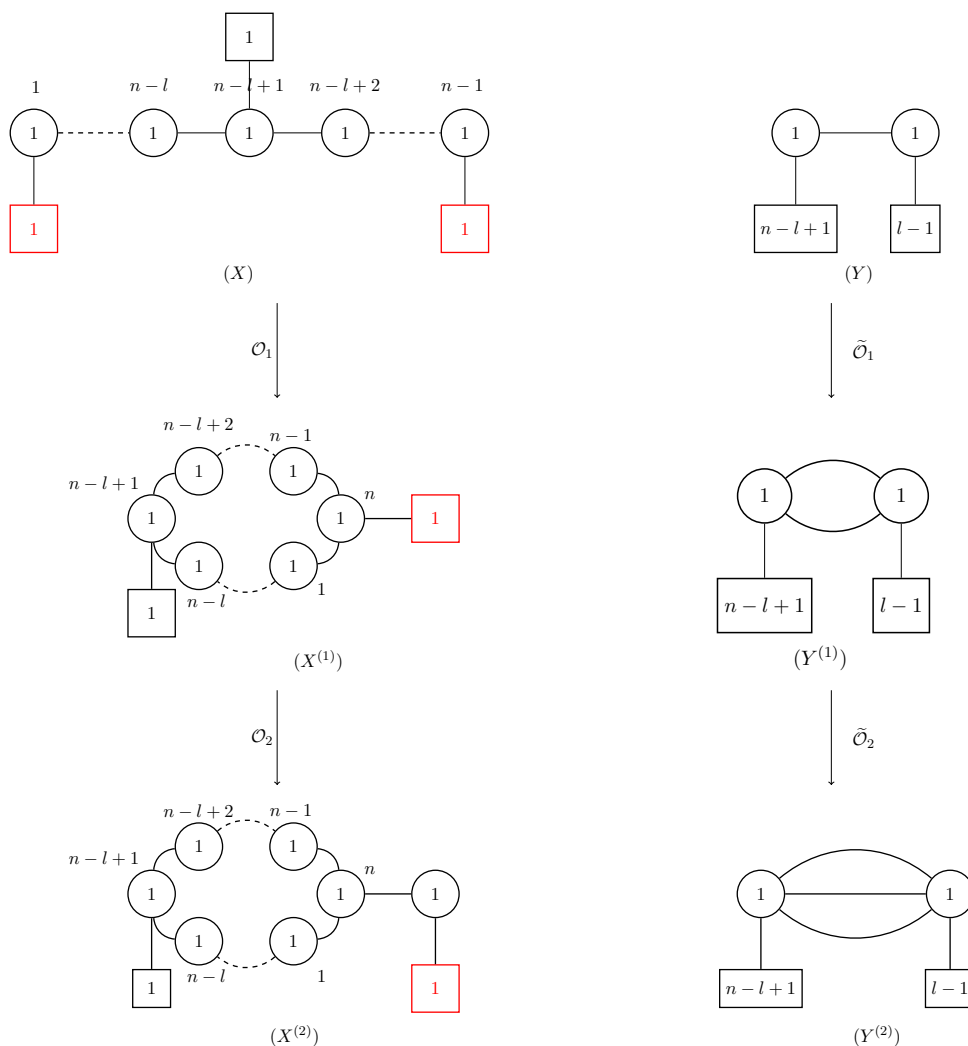 1
1 n − l n−l+1 n − l + 2 n − 1
1 1 1 1 1
1 1
(X)
1 1
n − l + 1 l − 1
(Y)
𝒪₁
𝒪̃₁
n − l + 2 n − 1
n − l + 1 1 1 n
1 1 1
1 1
n − l 1
1
(X⁽¹⁾)
1 1
n − l + 1 l − 1
(Y⁽¹⁾)
𝒪₂
𝒪̃₂
n − l + 2 n − 1
n − l + 1 1 1 n
1 1 1
1 1
n − l 1
1 1
(X⁽²⁾)
1 1
n − l + 1 l − 1
(Y⁽²⁾)